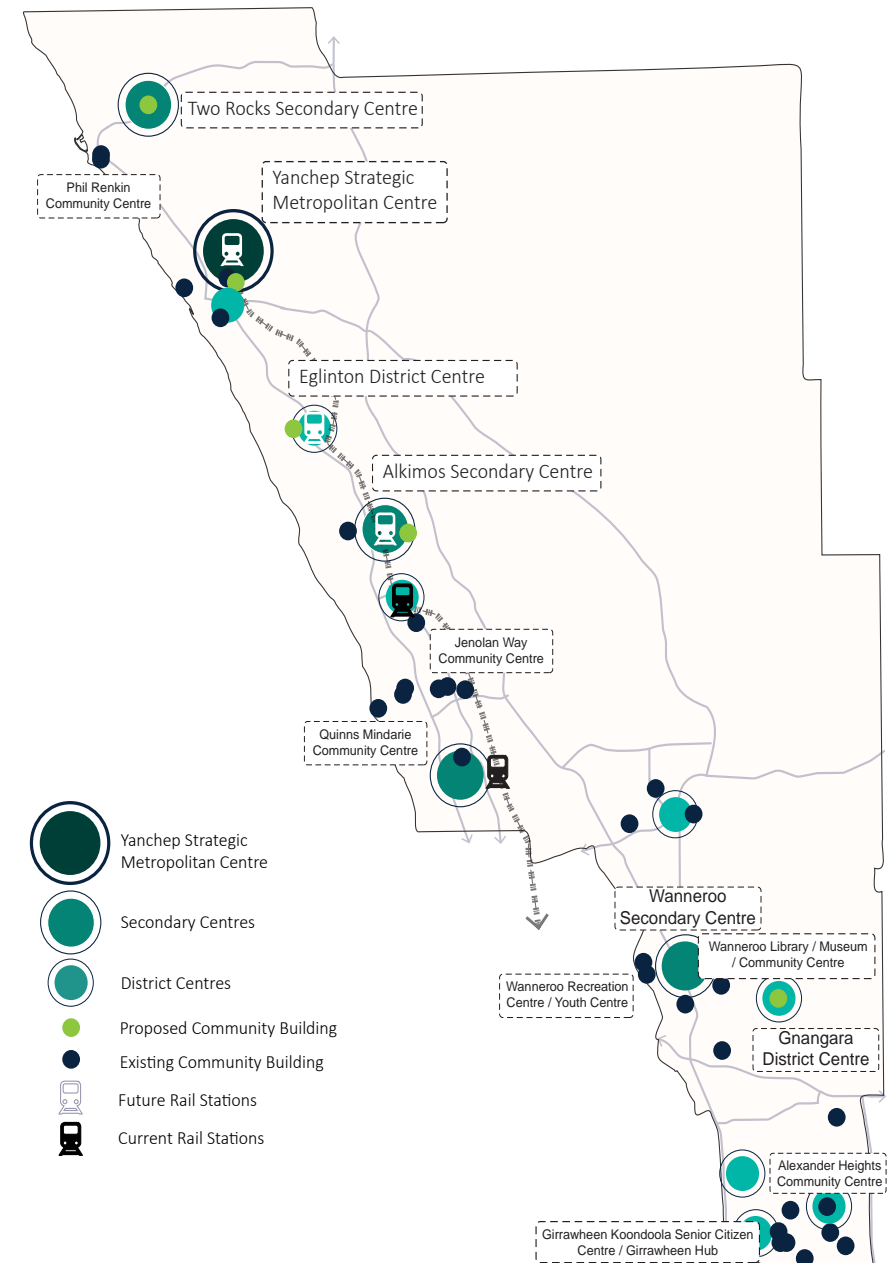 Two Rocks Secondary Centre
Phil Renkin
Community Centre
Yanchep Strategic
Metropolitan Centre
Eglinton District Centre
Alkimos Secondary Centre
Jenolan Way
Community Centre
Quinns Mindarie
Community Centre
Yanchep Strategic
Metropolitan Centre
Secondary Centres
District Centres
Proposed Community Building
Existing Community Building
Future Rail Stations
Current Rail Stations
Wanneroo
Secondary Centre
Wanneroo Library / Museum
/ Community Centre
Wanneroo Recreation
Centre / Youth Centre
Gnangara
District Centre
Alexander Heights
Community Centre
Girrawheen Koondoola Senior Citizen
Centre / Girrawheen Hub